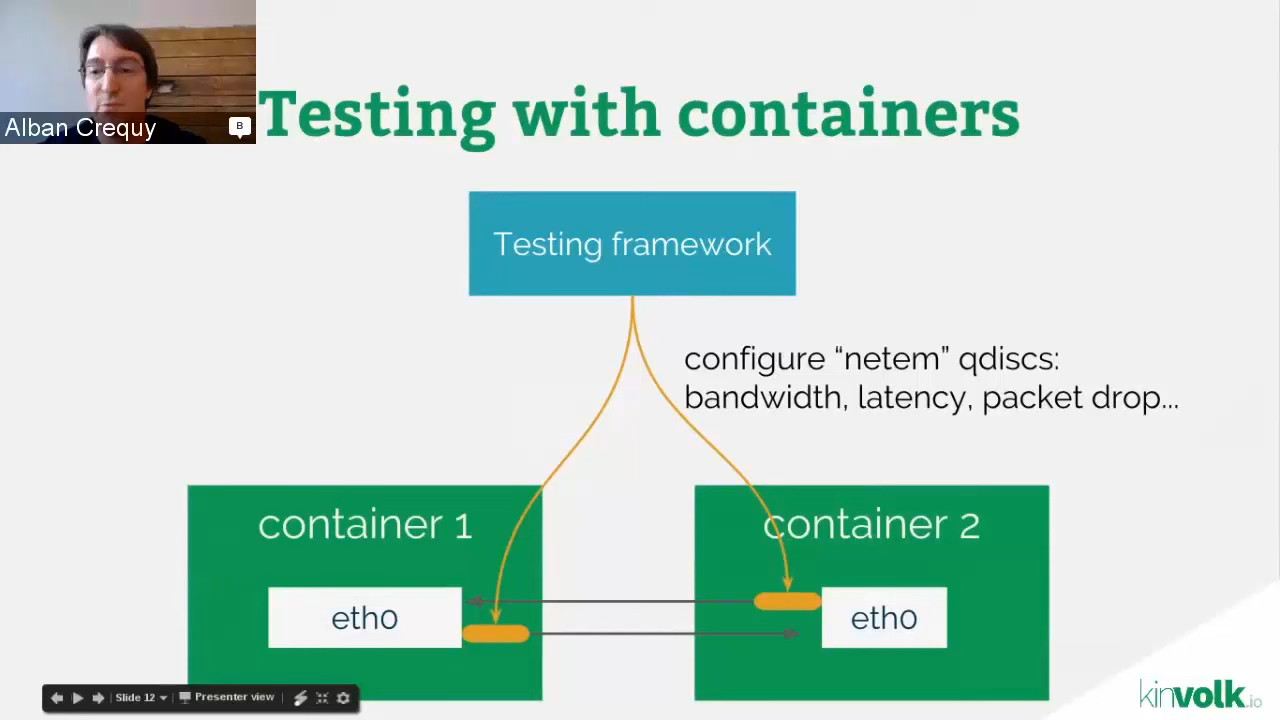 Alban Crequy
B
Testing with containers
Testing framework
configure “netem” qdiscs:
bandwidth, latency, packet drop...
container 1
container 2
eth0
eth0
Slide 12
Presenter view
kinvolk.io